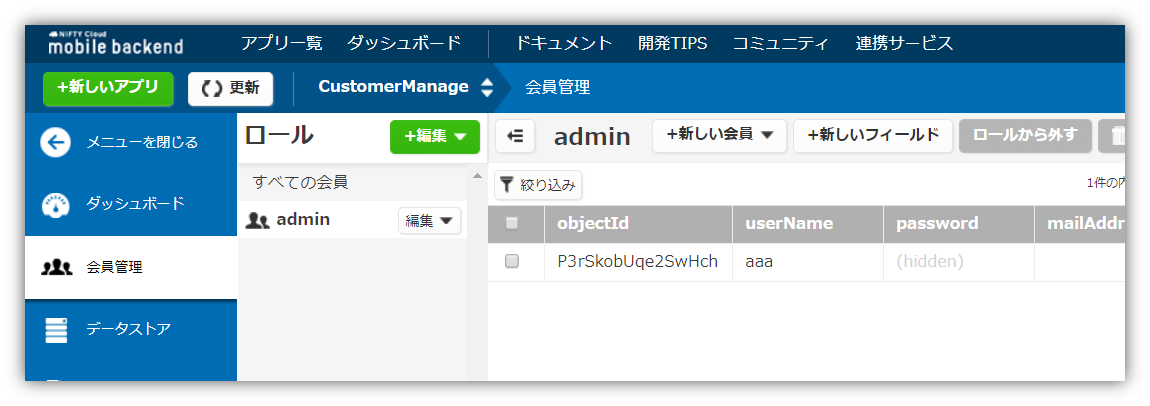 NIFTY Cloud
mobile backend
アプリ一覧 ダッシュボード ドキュメント 開発TIPS コミュニティ 連携サービス
+新しいアプリ 更新 CustomerManage 会員管理
メニューを閉じる
ダッシュボード
会員管理
データストア
ロール +編集
すべての会員
admin 編集
admin +新しい会員 +新しいフィールド ロールから外す
絞り込み 1件の内
objectId userName password mailAddr
P3rSkobUqe2SwHch aaa (hidden)